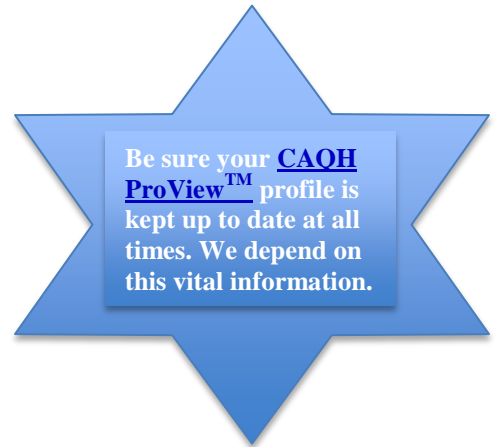 Be sure your CAQH
ProView™ profile is
kept up to date at all
times. We depend on
this vital information.